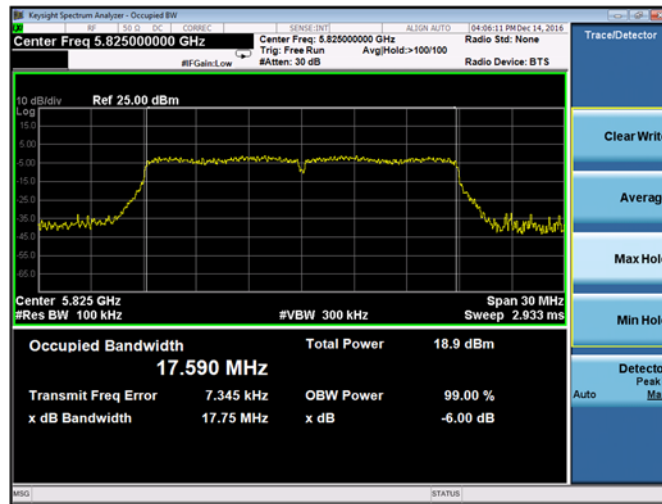 Keysight Spectrum Analyzer - Occupied BW
RF 50 Ω DC CORREC SENSE:INT ALIGN AUTO 04:06:11 PM Dec 14, 2016
Center Freq 5.825000000 GHz
Center Freq: 5.825000000 GHz
Radio Std: None
Trig: Free Run Avg|Hold:>100/100
#IFGain:Low #Atten: 30 dB
Radio Device: BTS
10 dB/div Ref 25.00 dBm
Log
15.0
5.00
-5.00
-15.0
-25.0
-35.0
-45.0
-55.0
-65.0
Center 5.825 GHz Span 30 MHz
#Res BW 100 kHz #VBW 300 kHz Sweep 2.933 ms
Occupied Bandwidth Total Power 18.9 dBm
17.590 MHz
Transmit Freq Error 7.345 kHz OBW Power 99.00 %
x dB Bandwidth 17.75 MHz x dB -6.00 dB
MSG STATUS
Trace/Detector
Clear Write
Averag
Max Hol
Min Hol
Detecto
Peak
Auto Ma